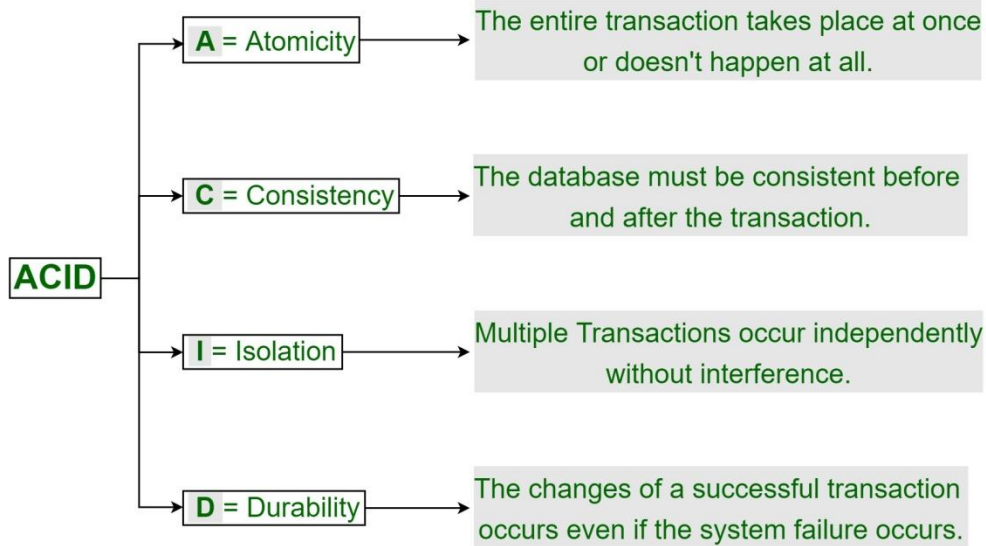 A = Atomicity
The entire transaction takes place at once
or doesn't happen at all.
C = Consistency
The database must be consistent before
and after the transaction.
ACID
I = Isolation
Multiple Transactions occur independently
without interference.
D = Durability
The changes of a successful transaction
occurs even if the system failure occurs.